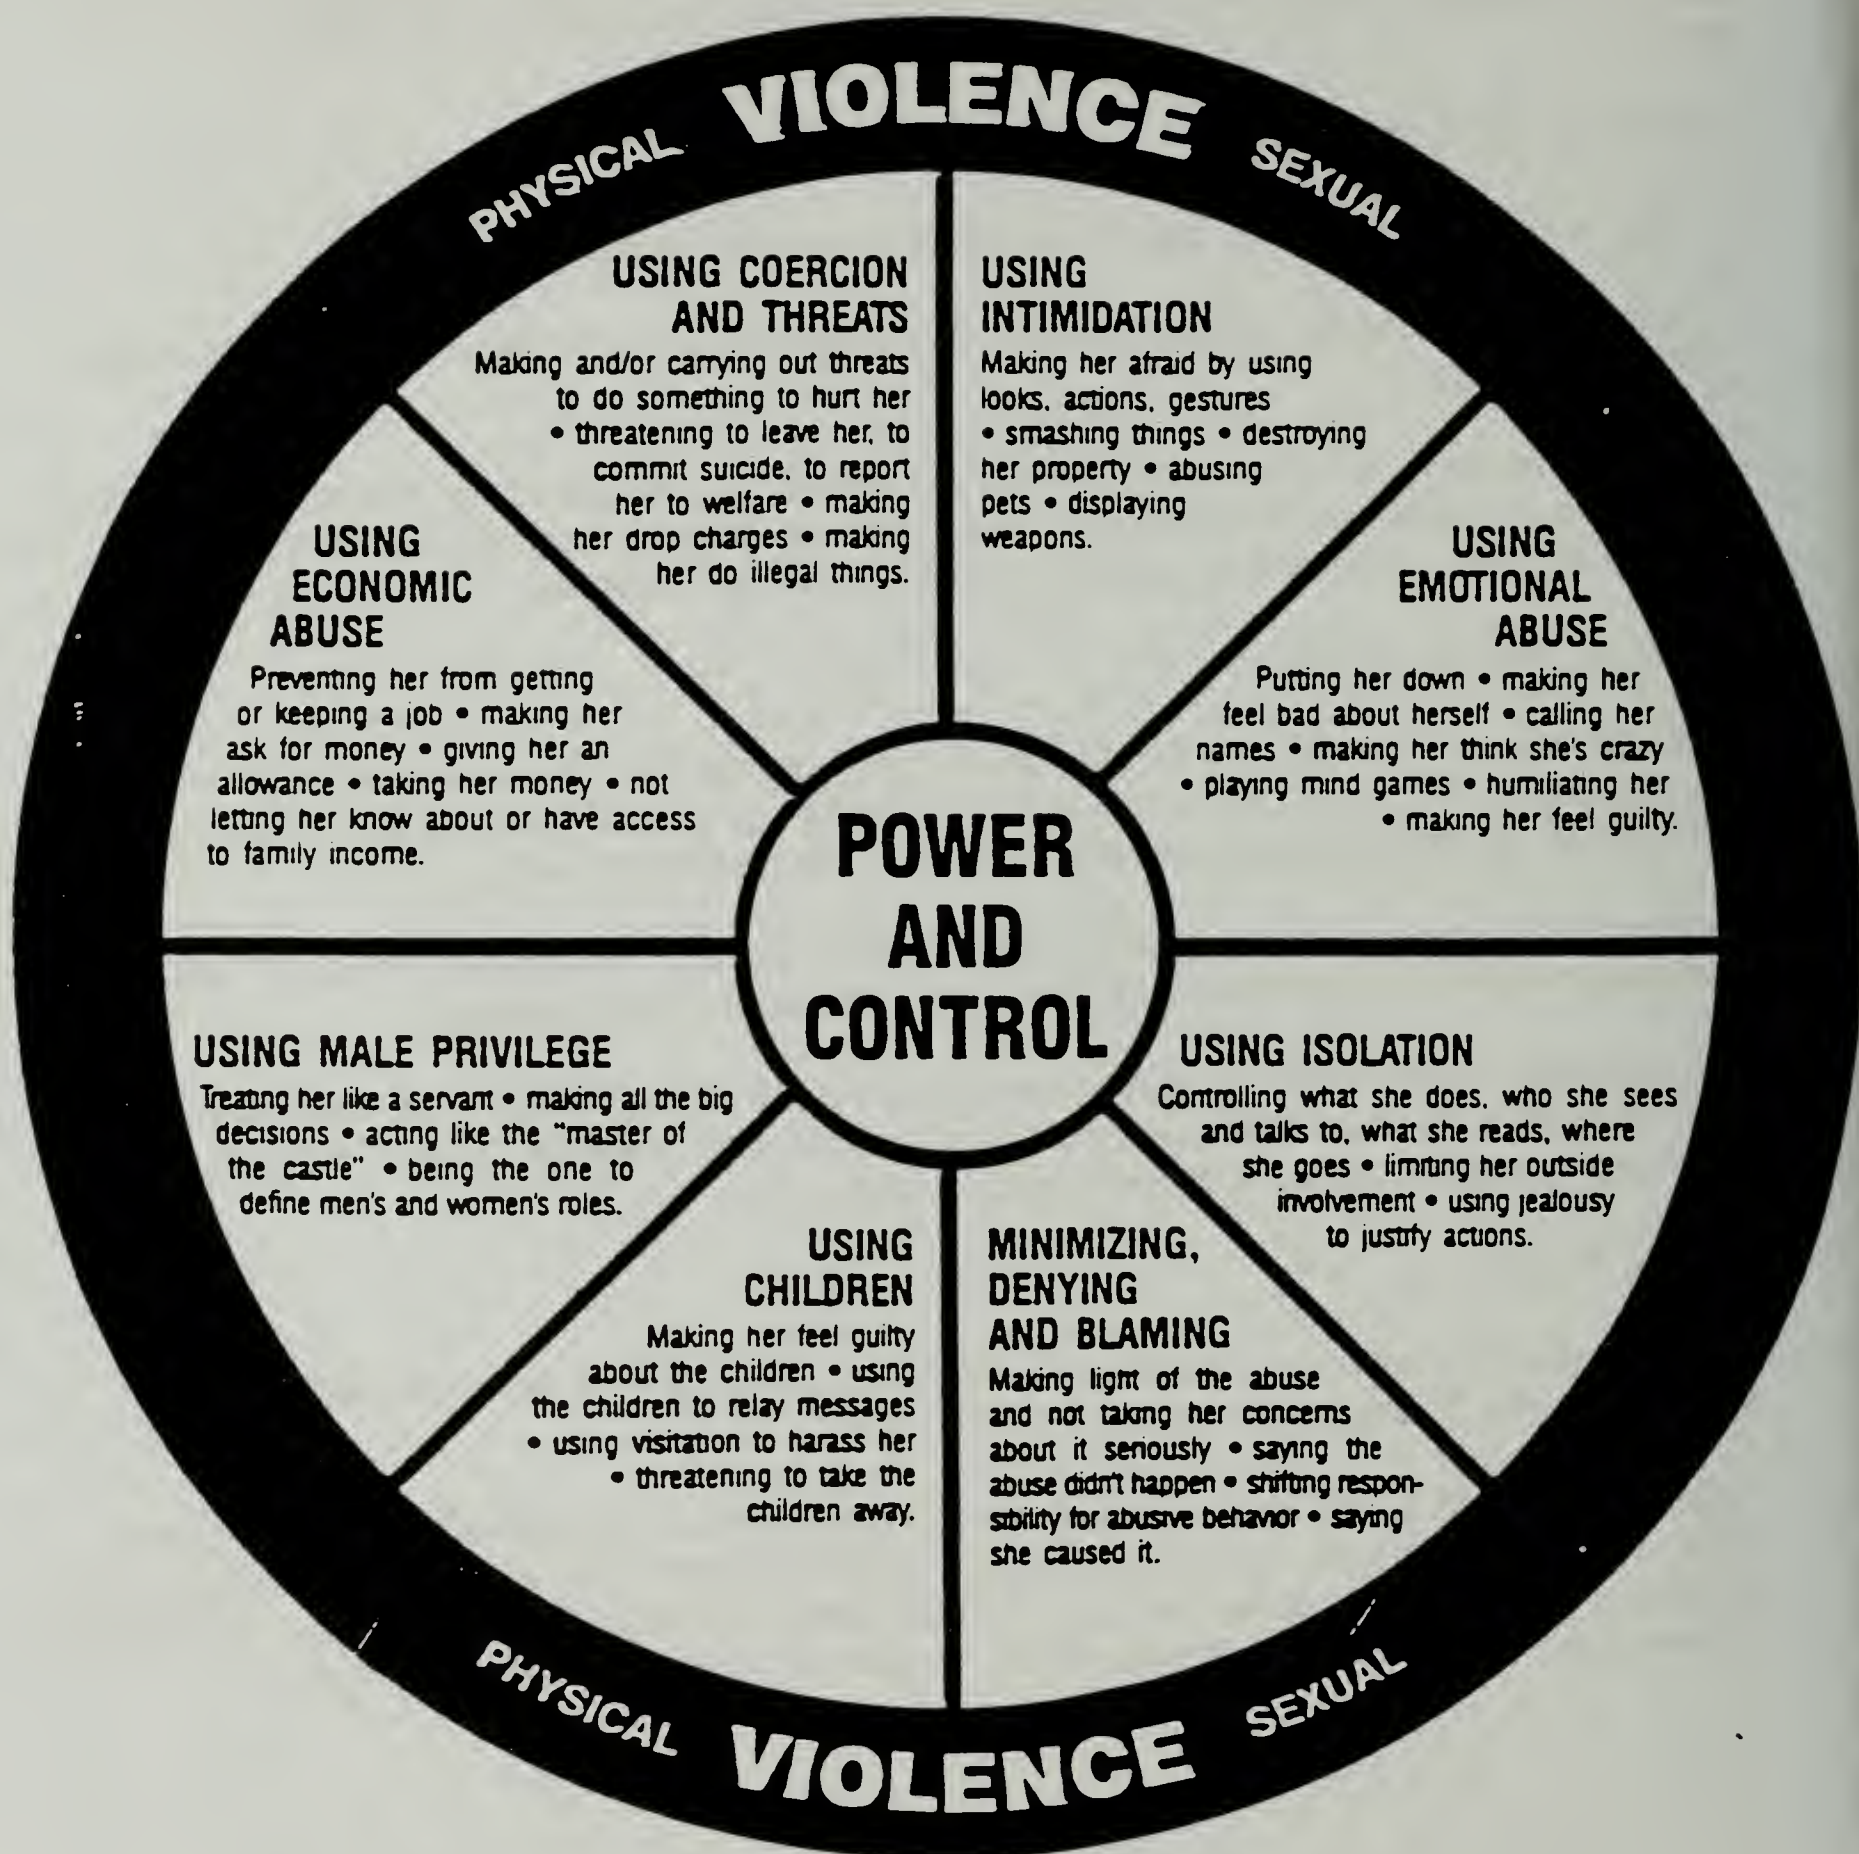 PHYSICAL VIOLENCE SEXUAL
USING COERCION
AND THREATS
Making and/or carrying out threats
to do something to hurt her
• threatening to leave her, to
commit suicide, to report
her to welfare • making
her drop charges • making
her do illegal things.
USING
INTIMIDATION
Making her afraid by using
looks, actions, gestures
• smashing things • destroying
her property • abusing
pets • displaying
weapons.
USING
EMOTIONAL
ABUSE
Putting her down • making her
feel bad about herself • calling her
names • making her think she's crazy
• playing mind games • humiliating her
• making her feel guilty.
USING ISOLATION
Controlling what she does, who she sees
and talks to, what she reads, where
she goes • limiting her outside
involvement • using jealousy
to justify actions.
MINIMIZING,
DENYING
AND BLAMING
Making light of the abuse
and not taking her concerns
about it seriously • saying the
abuse didn't happen • shifting respon-
sibility for abusive behavior • saying
she caused it.
USING
CHILDREN
Making her feel guilty
about the children • using
the children to relay messages
• using visitation to harass her
• threatening to take the
children away.
USING MALE PRIVILEGE
Treating her like a servant • making all the big
decisions • acting like the "master of
the castle" • being the one to
define men's and women's roles.
USING
ECONOMIC
ABUSE
Preventing her from getting
or keeping a job • making her
ask for money • giving her an
allowance • taking her money • not
letting her know about or have access
to family income.
POWER
AND
CONTROL
PHYSICAL VIOLENCE SEXUAL